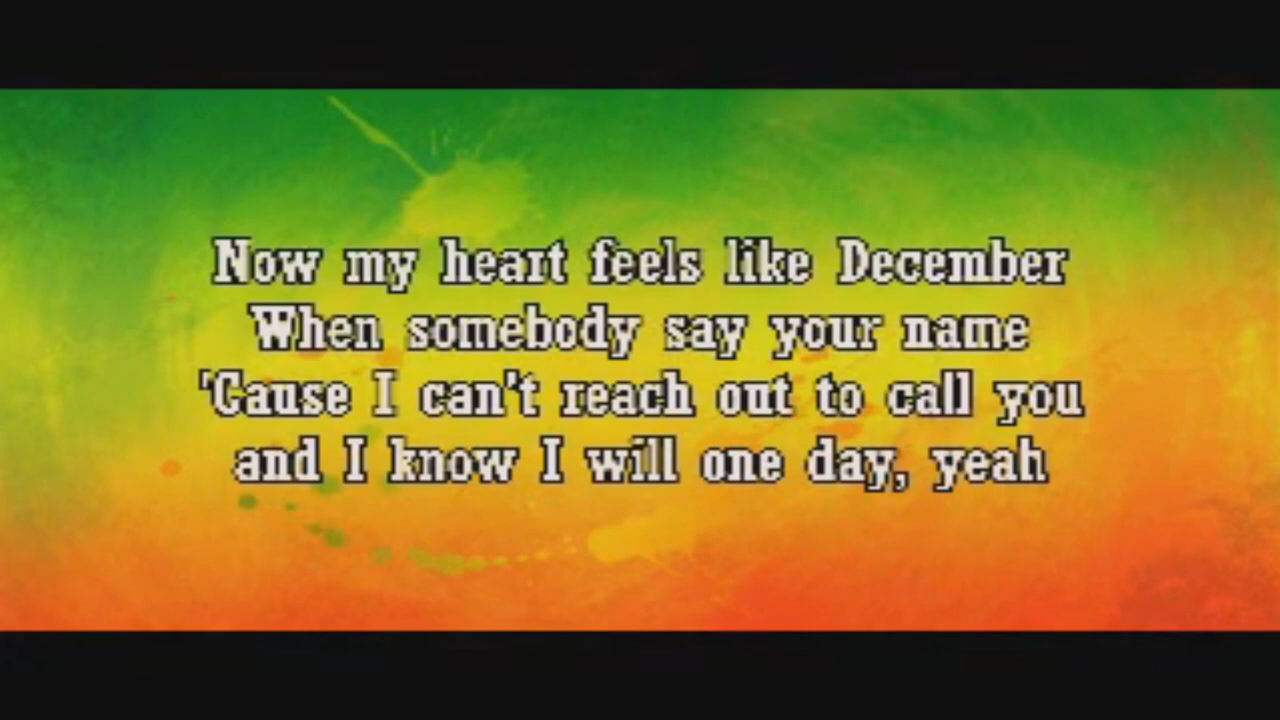 Now my heart feels like December
When somebody say your name
'Cause I can't reach out to call you
and I know I will one day, yeah